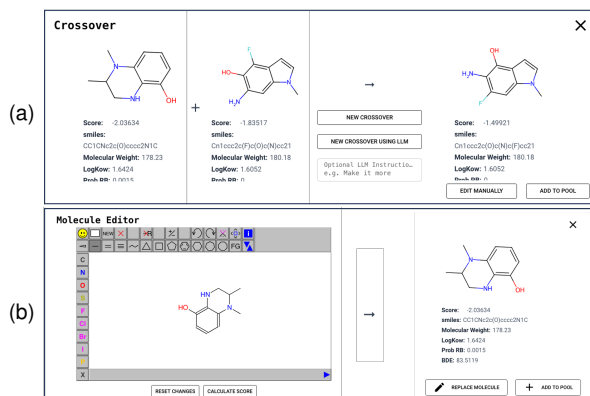 (a)
Crossover
N
NH
OH
+
F
HO
H₂N
N
→
NEW CROSSOVER
NEW CROSSOVER USING LLM
Optional LLM Instructio…
e.g. Make it more
OH
H₂N
F
N
Score: -2.03634
smiles:
CC1CNc2c(O)cccc2N1C
Molecular Weight: 178.23
LogKow: 1.6424
Prob RB: 0.0015
Score: -1.83517
smiles:
Cn1ccc2c(F)c(O)c(N)cc21
Molecular Weight: 180.18
LogKow: 1.6052
Prob RB: 0
Score: -1.49921
smiles:
Cn1ccc2c(O)c(N)c(F)cc21
Molecular Weight: 180.18
LogKow: 1.6052
EDIT MANUALLY
ADD TO POOL
(b)
Molecule Editor
NEW
FG
C
N
O
S
F
Cl
Br
I
X
HN
HO
N
RESET CHANGES
CALCULATE SCORE
→
N
NH
OH
Score: -2.03634
smiles: CC1CNc2c(O)cccc2N1C
Molecular Weight: 178.23
LogKow: 1.6424
Prob RB: 0.0015
BDE: 83.5119
REPLACE MOLECULE
+ ADD TO POOL